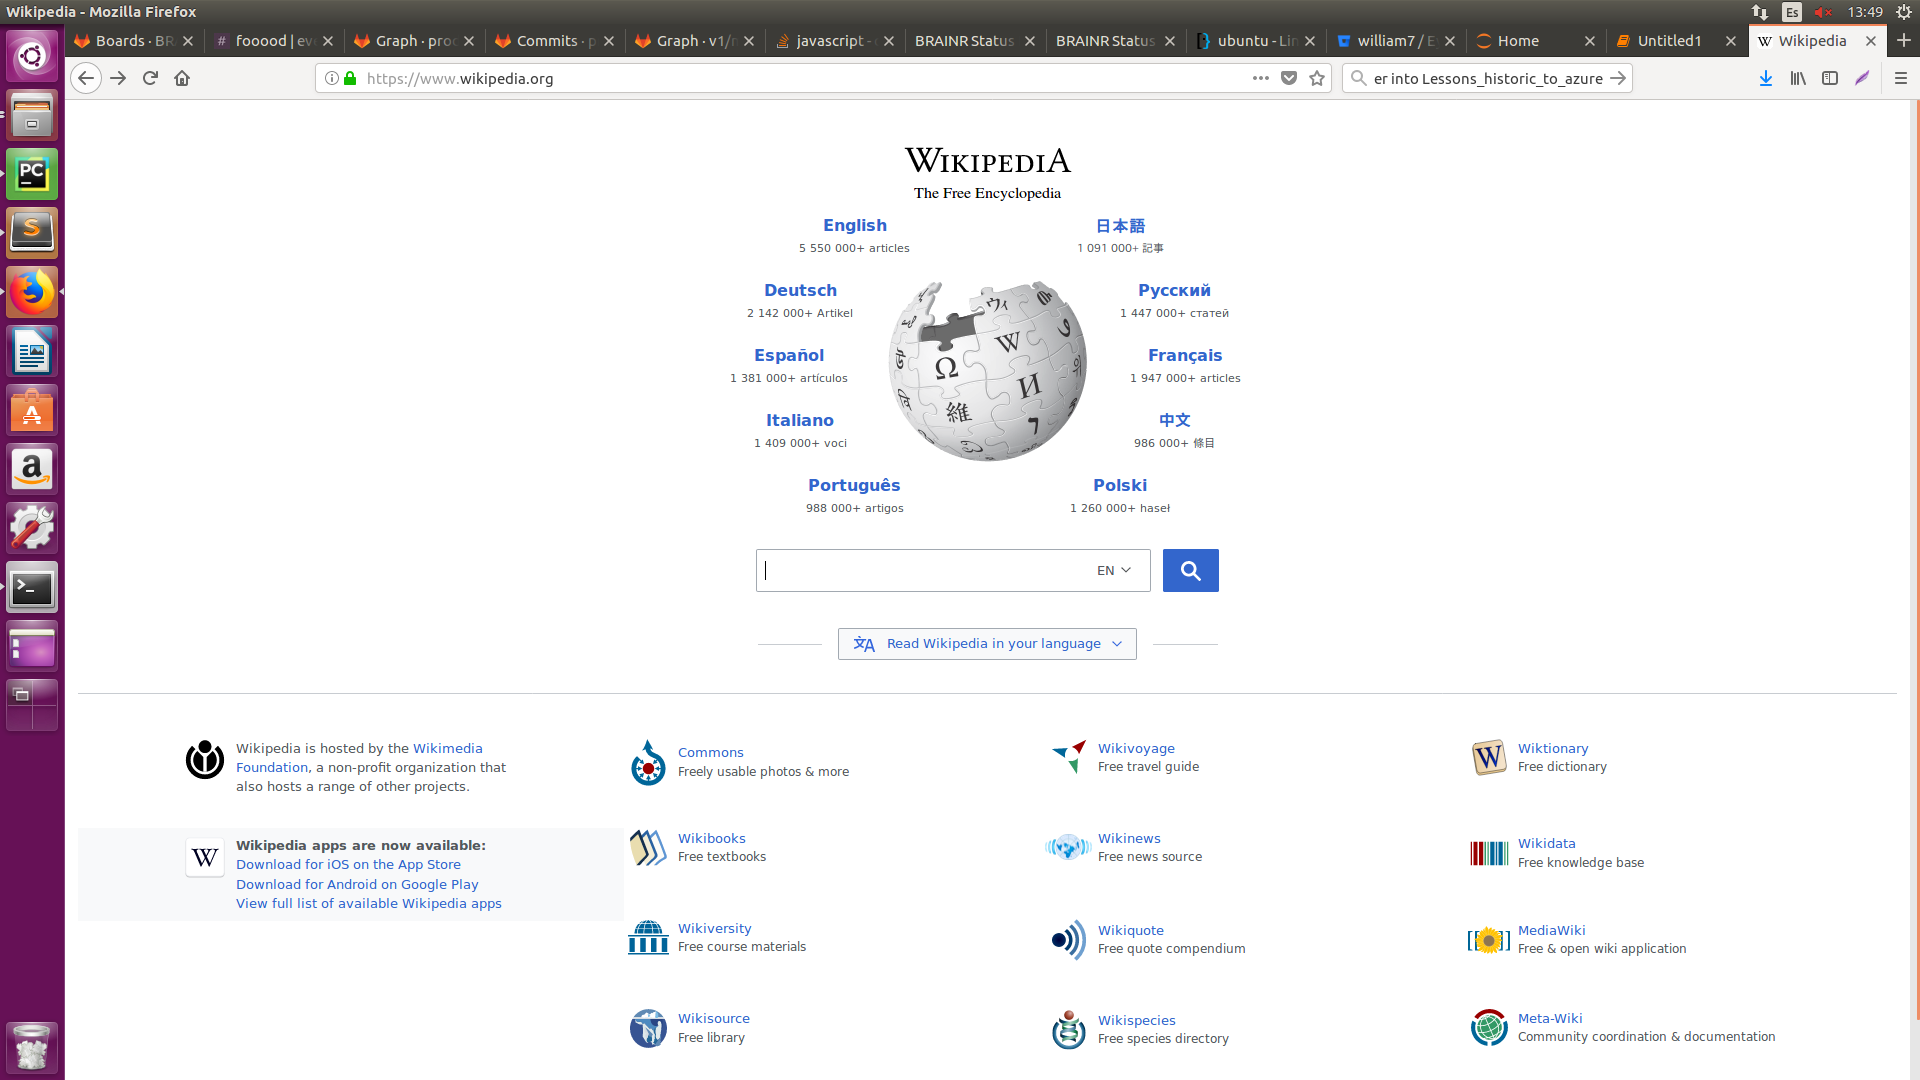 Wikipedia - Mozilla Firefox
Es
13:49
Boards · BR
fooood | eve
Graph · prod
Commits · p
Graph · v1/n
javascript -
BRAINR Status
BRAINR Status
ubuntu - Lin
william7 / E
Home
Untitled1
Wikipedia
https://www.wikipedia.org
er into Lessons_historic_to_azure
WIKIPEDIA
The Free Encyclopedia
English
5 550 000+ articles
日本語
1 091 000+ 記事
Deutsch
2 142 000+ Artikel
Русский
1 447 000+ статей
Español
1 381 000+ artículos
Français
1 947 000+ articles
Italiano
1 409 000+ voci
中文
986 000+ 條目
Português
988 000+ artigos
Polski
1 260 000+ haseł
EN
Read Wikipedia in your language
Wikipedia is hosted by the Wikimedia
Foundation, a non-profit organization that
also hosts a range of other projects.
Wikipedia apps are now available:
Download for iOS on the App Store
Download for Android on Google Play
View full list of available Wikipedia apps
Commons
Freely usable photos & more
Wikivoyage
Free travel guide
Wiktionary
Free dictionary
Wikibooks
Free textbooks
Wikinews
Free news source
Wikidata
Free knowledge base
Wikiversity
Free course materials
Wikiquote
Free quote compendium
MediaWiki
Free & open wiki application
Wikisource
Free library
Wikispecies
Free species directory
Meta-Wiki
Community coordination & documentation